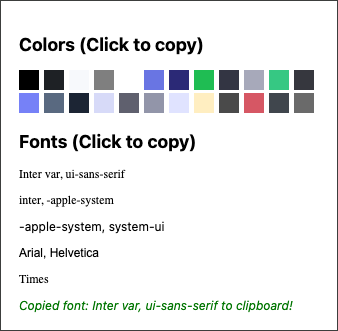 Colors (Click to copy)
Fonts (Click to copy)
Inter var, ui-sans-serif
inter, -apple-system
-apple-system, system-ui
Arial, Helvetica
Times
Copied font: Inter var, ui-sans-serif to clipboard!